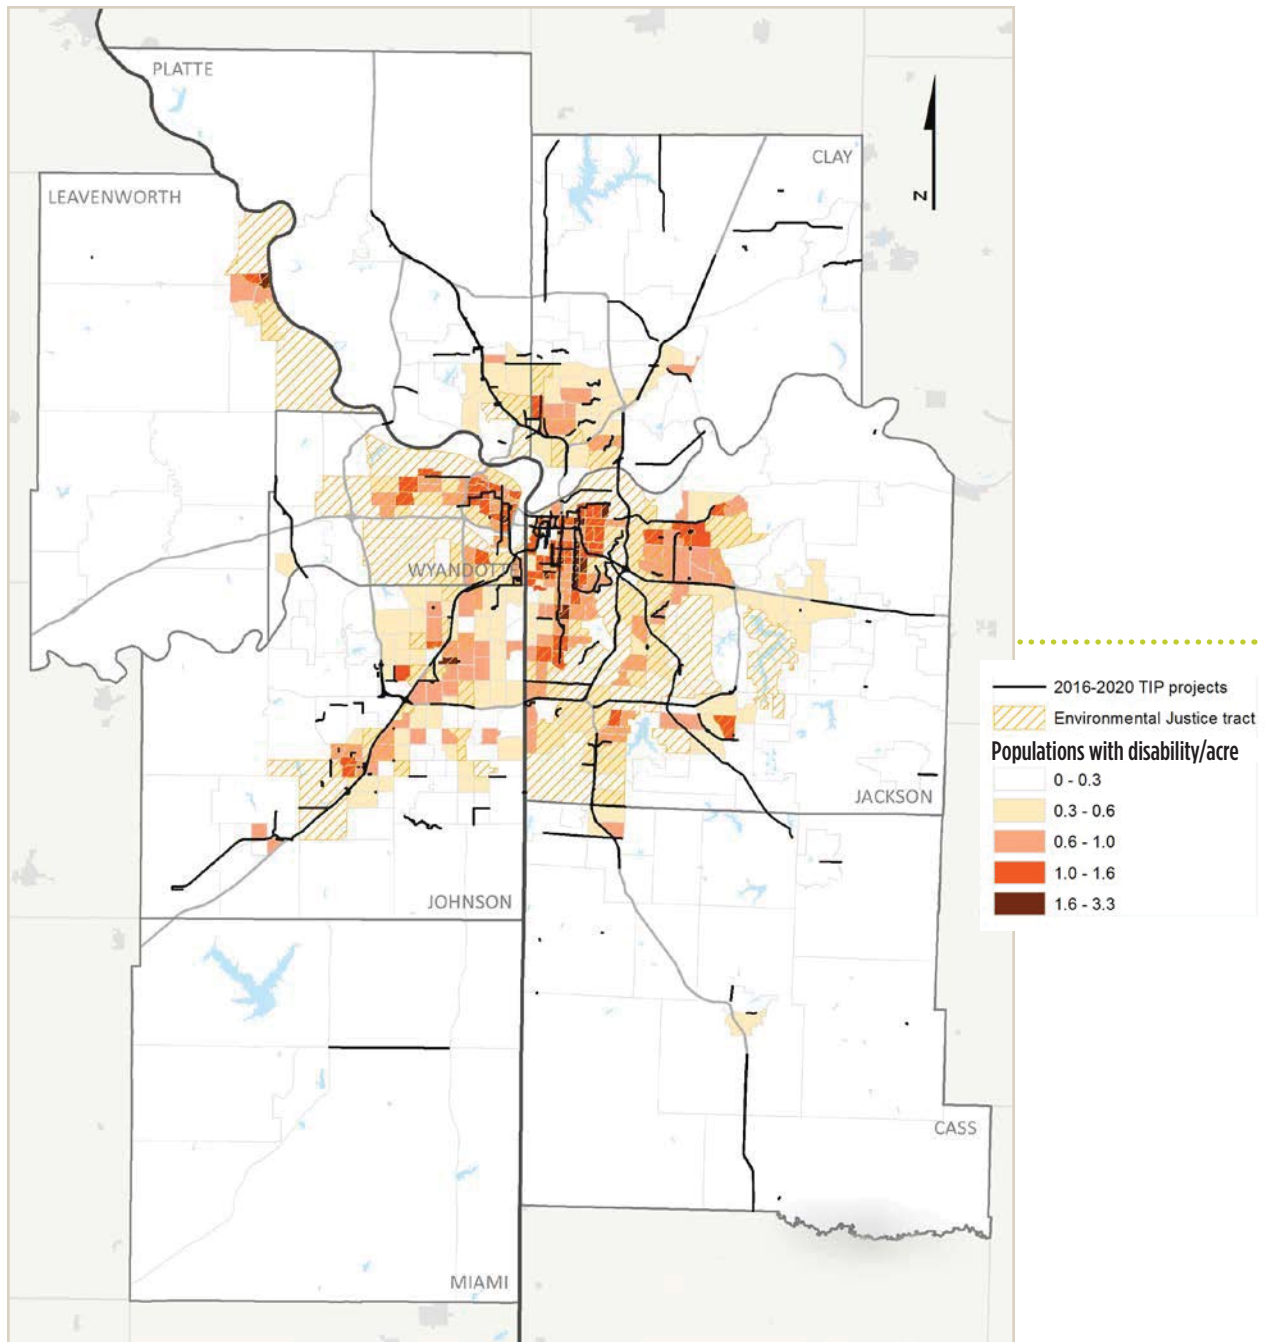 PLATTE
CLAY
LEAVENWORTH
WYANDOTTE
JACKSON
JOHNSON
CASS
MIAMI
N
2016-2020 TIP projects
Environmental Justice tract
Populations with disability/acre
0 - 0.3
0.3 - 0.6
0.6 - 1.0
1.0 - 1.6
1.6 - 3.3